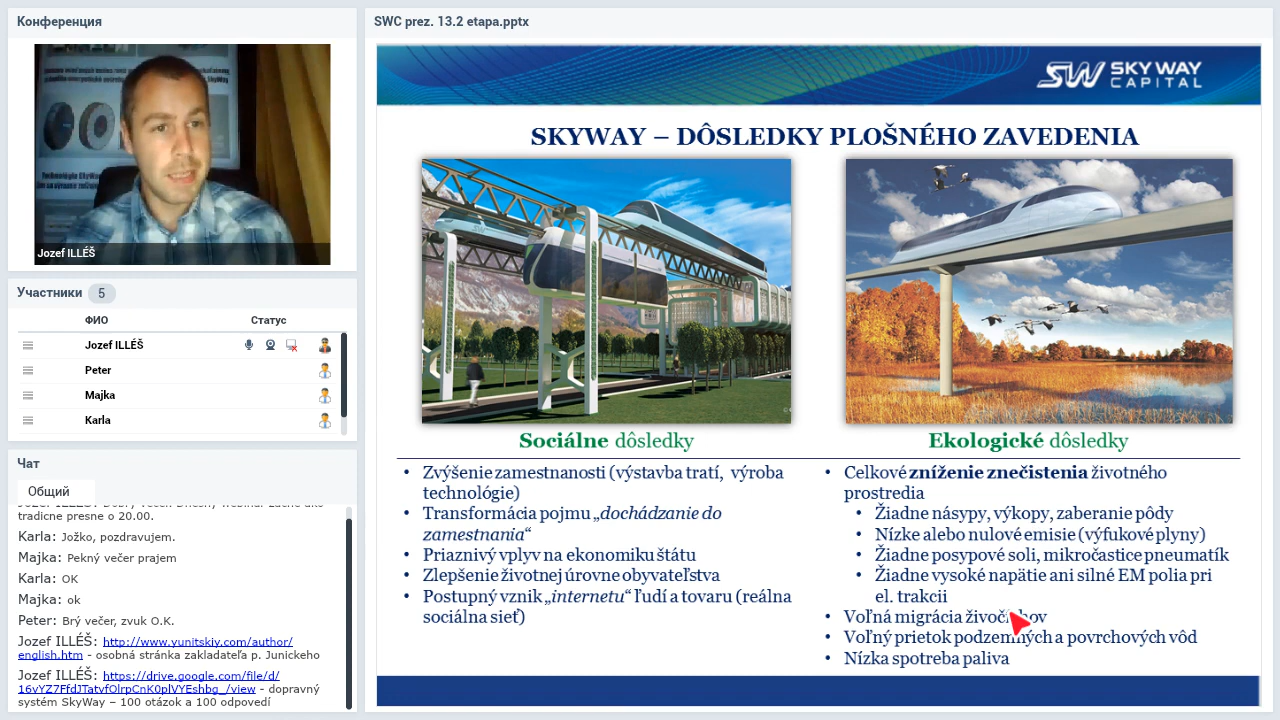 Конференция
Jozef ILLÉŠ
Участники 5
ФИО Статус
Jozef ILLÉŠ
Peter
Majka
Karla
Чат
Общий
tradicne presne o 20.00.
Karla: Jožko, pozdravujem.
Majka: Pekný večer prajem
Karla: OK
Majka: ok
Peter: Brý večer, zvuk O.K.
Jozef ILLÉŠ: http://www.yunitskiy.com/author/
english.htm - osobná stránka zakladateľa p. Junickeho
Jozef ILLÉŠ: https://drive.google.com/file/d/
16vYZ7FfdJTatvfOlrpCnK0plVYEshbg_/view - dopravný
systém SkyWay – 100 otázok a 100 odpovedí
SWC prez. 13.2 etapa.pptx
SW SKY WAY
CAPITAL
SKYWAY – DÔSLEDKY PLOŠNÉHO ZAVEDENIA
Sociálne dôsledky
• Zvýšenie zamestnanosti (výstavba tratí, výroba
technológie)
• Transformácia pojmu „dochádzanie do
zamestnania“
• Priaznivý vplyv na ekonomiku štátu
• Zlepšenie životnej úrovne obyvateľstva
• Postupný vznik „internetu“ ľudí a tovaru (reálna
sociálna sieť)
Ekologické dôsledky
• Celkové zníženie znečistenia životného
prostredia
• Žiadne násypy, výkopy, zaberanie pôdy
• Nízke alebo nulové emisie (výfukové plyny)
• Žiadne posypové soli, mikročastice pneumatík
• Žiadne vysoké napätie ani silné EM polia pri
el. trakcii
• Voľná migrácia živočíchov
• Voľný prietok podzemných a povrchových vôd
• Nízka spotreba paliva